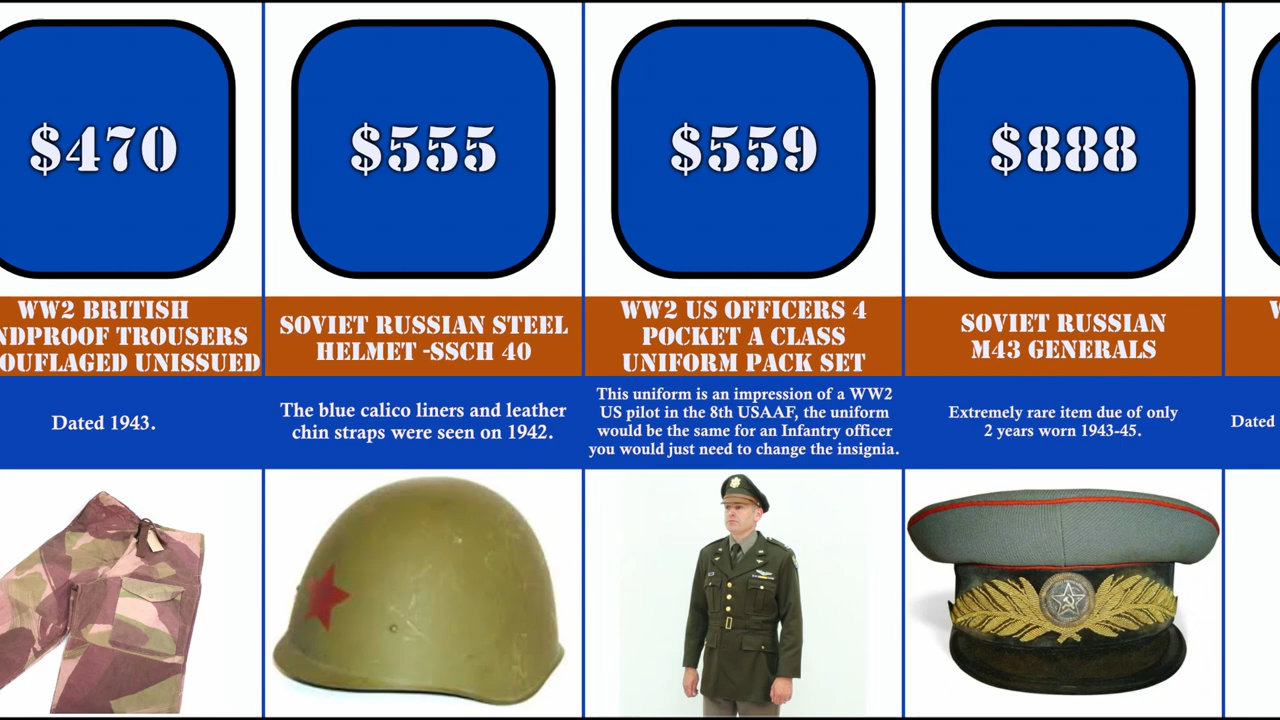 $470
$555
$559
$888
WW2 BRITISH
NDPROOF TROUSERS
OUFLAGED UNISSUED
SOVIET RUSSIAN STEEL
HELMET -SSCH 40
WW2 US OFFICERS 4
POCKET A CLASS
UNIFORM PACK SET
SOVIET RUSSIAN
M43 GENERALS
W
Dated 1943.
The blue calico liners and leather
chin straps were seen on 1942.
This uniform is an impression of a WW2
US pilot in the 8th USAAF, the uniform
would be the same for an Infantry officer
you would just need to change the insignia.
Extremely rare item due of only
2 years worn 1943-45.
Dated